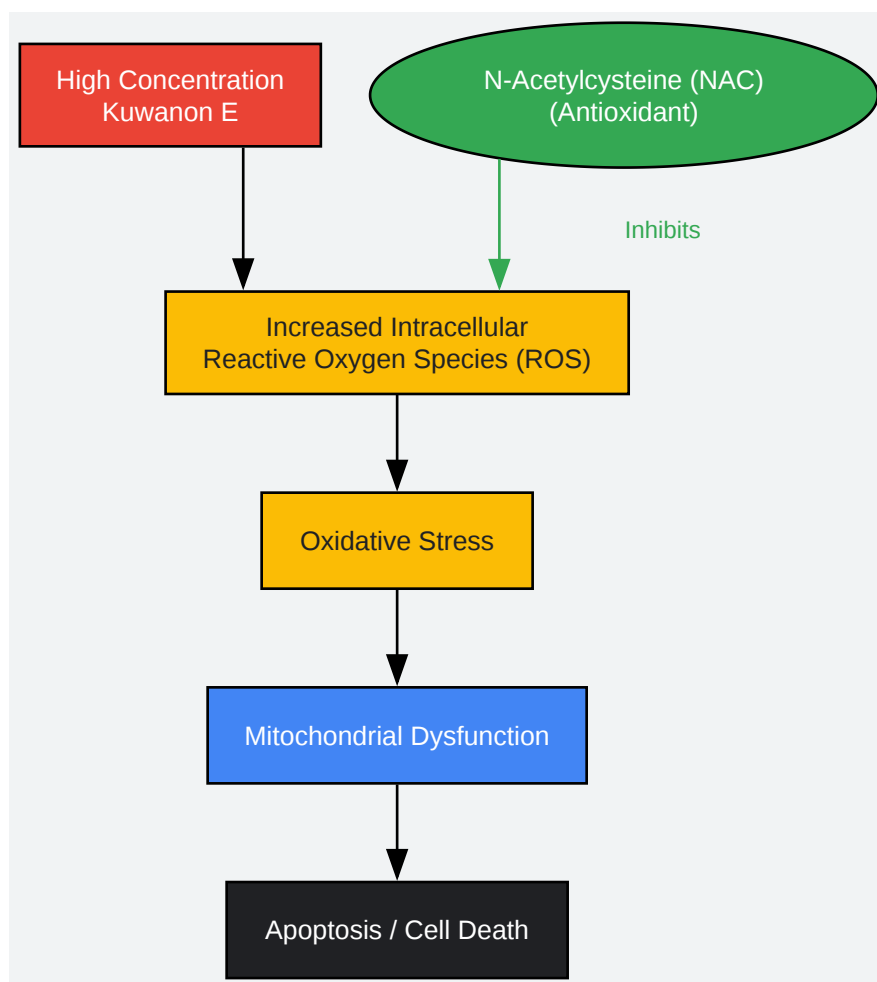 High Concentration
Kuwanon E
N-Acetylcysteine (NAC)
(Antioxidant)
Inhibits
Increased Intracellular
Reactive Oxygen Species (ROS)
Oxidative Stress
Mitochondrial Dysfunction
Apoptosis / Cell Death